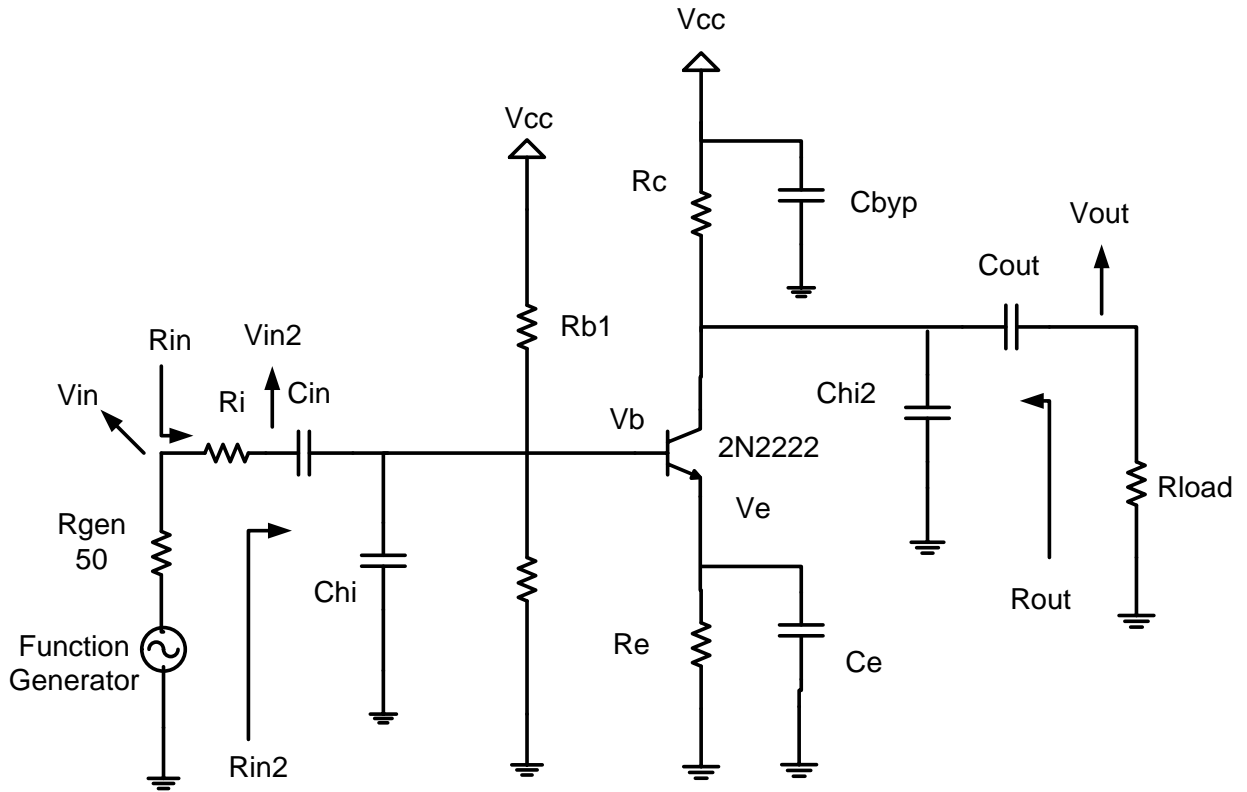 Vcc
Vcc
Rc
Cbyp
Vout
Cout
Rb1
Rin
Vin2
Vin
Ri
Cin
Chi2
Vb
2N2222
Rload
Ve
Rgen
50
Chi
Rout
Re
Ce
Function
Generator
Rin2